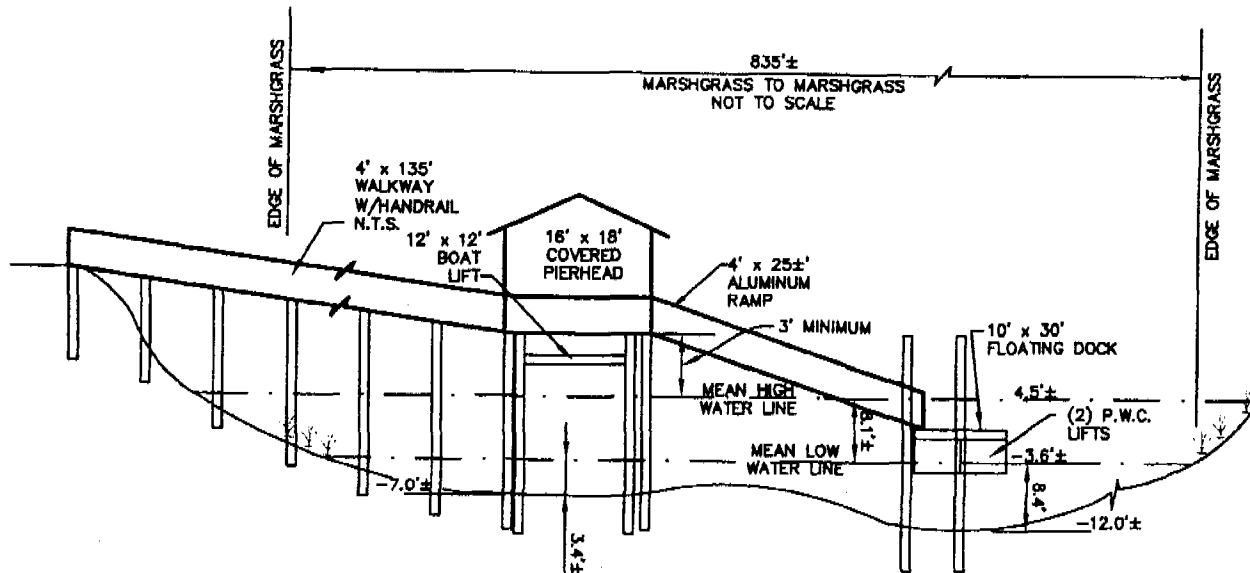 835'±
MARSHGRASS TO MARSHGRASS
NOT TO SCALE
EDGE OF MARSHGRASS
EDGE OF MARSHGRASS
4' x 135'
WALKWAY
W/HANDRAIL
N.T.S.
12' x 12'
BOAT
LIFT
16' x 18'
COVERED
PIERHEAD
4' x 25±'
ALUMINUM
RAMP
3' MINIMUM
10' x 30'
FLOATING DOCK
MEAN HIGH
WATER LINE
4.5'±
8.1'±
(2) P.W.C.
LIFTS
MEAN LOW
WATER LINE
-3.6'±
-7.0'±
8.4'
-12.0'±
3.4'±